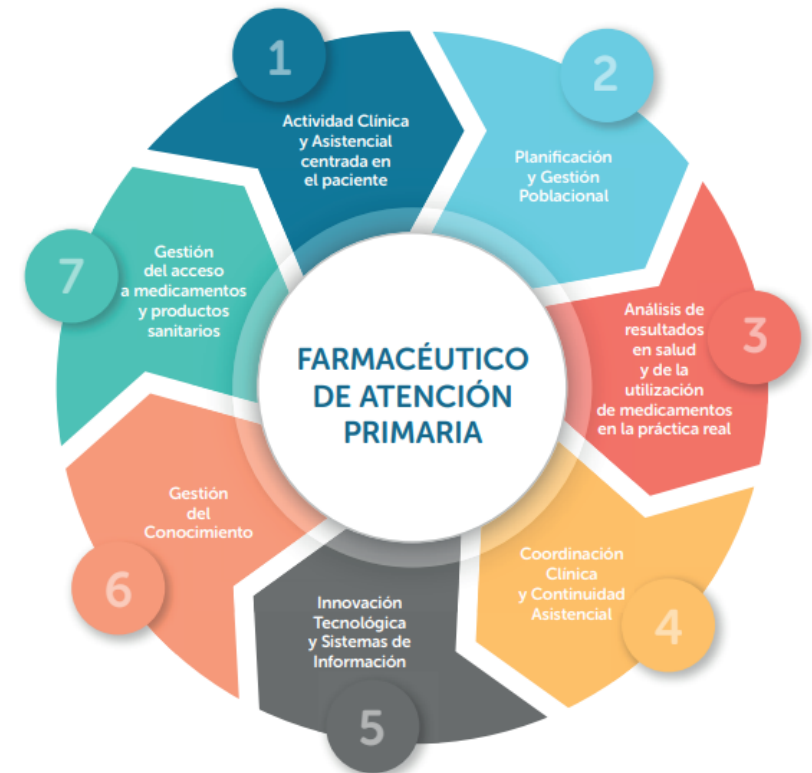 FARMACÉUTICO
DE ATENCIÓN
PRIMARIA
1
Actividad Clínica
y Asistencial
centrada en
el paciente
2
Planificación
y Gestión
Poblacional
3
Análisis de
resultados
en salud
y de la
utilización
de medicamentos
en la práctica real
4
Coordinación
Clínica
y Continuidad
Asistencial
5
Innovación
Tecnológica
y Sistemas de
Información
6
Gestión
del
Conocimiento
7
Gestión
del acceso
a medicamentos
y productos
sanitarios